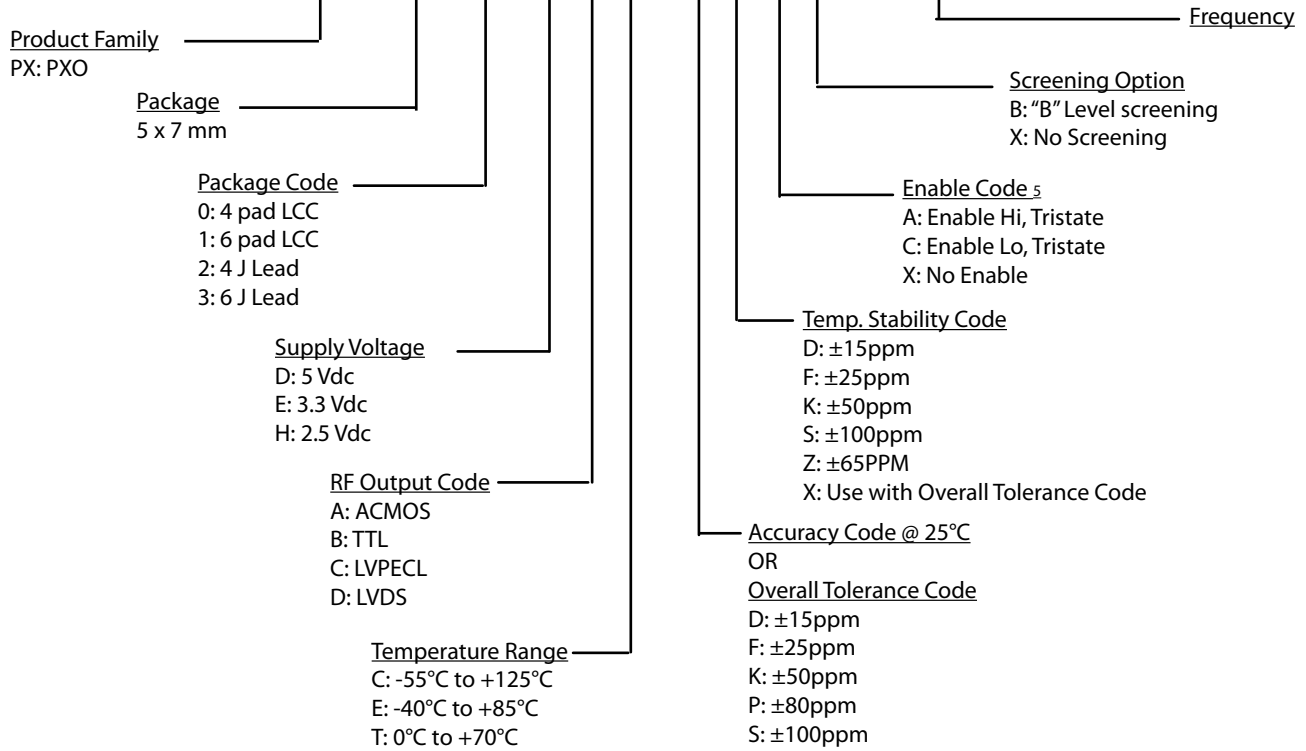 Frequency
Product Family
PX: PXO
Package
5 x 7 mm
Screening Option
B: “B” Level screening
X: No Screening
Package Code
0: 4 pad LCC
1: 6 pad LCC
2: 4 J Lead
3: 6 J Lead
Enable Code 5
A: Enable Hi, Tristate
C: Enable Lo, Tristate
X: No Enable
Supply Voltage
D: 5 Vdc
E: 3.3 Vdc
H: 2.5 Vdc
Temp. Stability Code
D: ±15ppm
F: ±25ppm
K: ±50ppm
S: ±100ppm
Z: ±65PPM
X: Use with Overall Tolerance Code
RF Output Code
A: ACMOS
B: TTL
C: LVPECL
D: LVDS
Accuracy Code @ 25°C
OR
Overall Tolerance Code
D: ±15ppm
F: ±25ppm
K: ±50ppm
P: ±80ppm
S: ±100ppm
Temperature Range
C: -55°C to +125°C
E: -40°C to +85°C
T: 0°C to +70°C